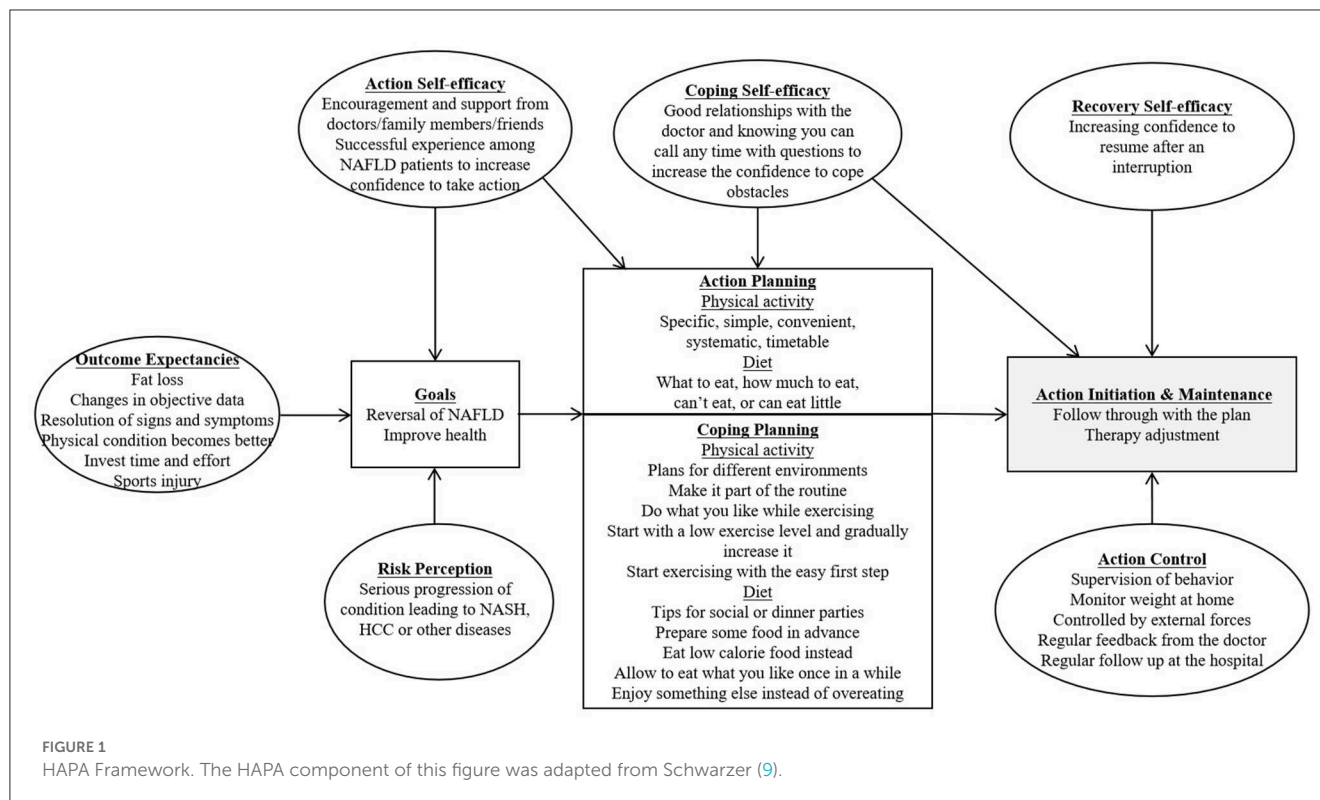 Action Self-efficacy
Encouragement and support from
doctors/family members/friends
Successful experience among
NAFLD patients to increase
confidence to take action
Coping Self-efficacy
Good relationships with the
doctor and knowing you can
call any time with questions to
increase the confidence to cope
obstacles
Recovery Self-efficacy
Increasing confidence to
resume after an
interruption
Outcome Expectancies
Fat loss
Changes in objective data
Resolution of signs and symptoms
Physical condition becomes better
Invest time and effort
Sports injury
Goals
Reversal of NAFLD
Improve health
Risk Perception
Serious progression of
condition leading to NASH,
HCC or other diseases
Action Planning
Physical activity
Specific, simple, convenient,
systematic, timetable
Diet
What to eat, how much to eat,
can't eat, or can eat little
Coping Planning
Physical activity
Plans for different environments
Make it part of the routine
Do what you like while exercising
Start with a low exercise level and gradually
increase it
Start exercising with the easy first step
Diet
Tips for social or dinner parties
Prepare some food in advance
Eat low calorie food instead
Allow to eat what you like once in a while
Enjoy something else instead of overeating
Action Initiation & Maintenance
Follow through with the plan
Therapy adjustment
Action Control
Supervision of behavior
Monitor weight at home
Controlled by external forces
Regular feedback from the doctor
Regular follow up at the hospital
FIGURE 1
HAPA Framework. The HAPA component of this figure was adapted from Schwarzer (9).